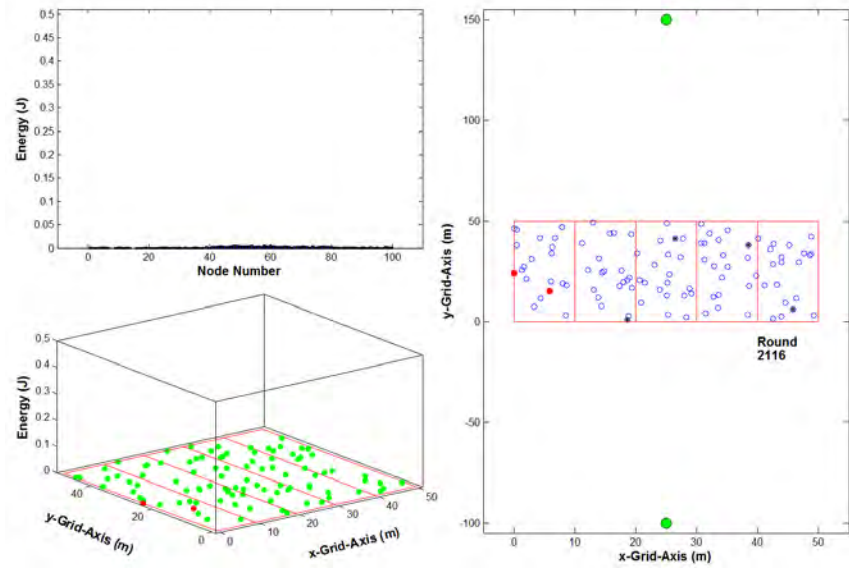 0.5
0.45
0.4
0.35
0.3
0.25
0.2
0.15
0.1
0.05
0
Energy (J)
0 20 40 60 80 100
Node Number
0.5
0.4
0.3
0.2
0.1
0
Energy (J)
40
20
0
y-Grid-Axis (m)
0 10 20 30 40 50
x-Grid-Axis (m)
150
100
50
0
-50
-100
y-Grid-Axis (m)
Round
2116
0 10 20 30 40 50
x-Grid-Axis (m)